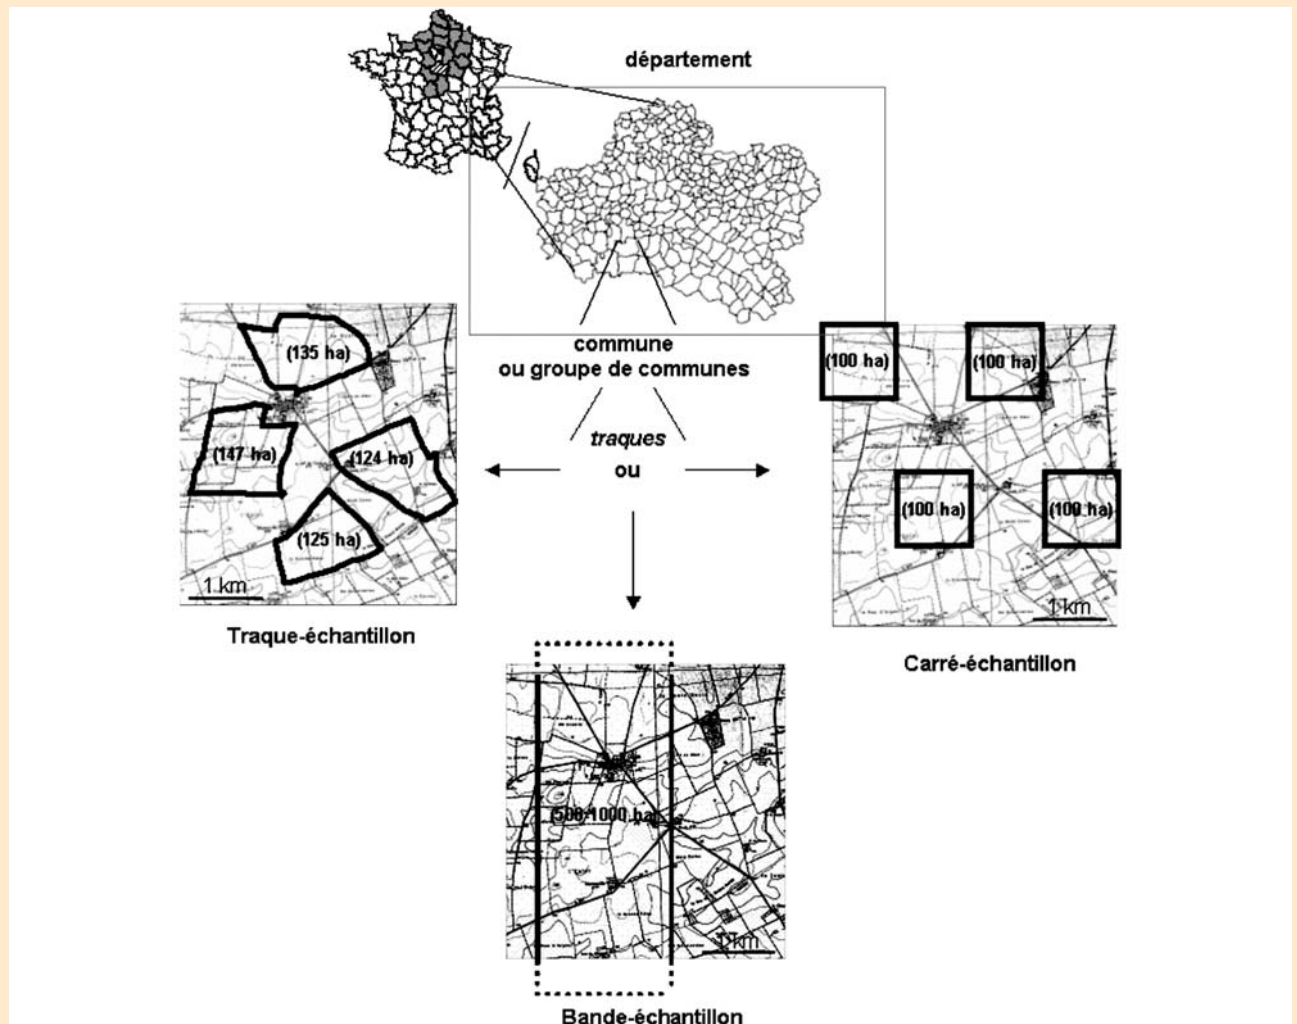 département
commune
ou groupe de communes
traques
ou
(135 ha)
(147 ha)
(124 ha)
(125 ha)
1 km
Traque-échantillon
(100 ha)
(100 ha)
(100 ha)
(100 ha)
1 km
Carré-échantillon
(500-1000 ha)
1 km
Bande-échantillon